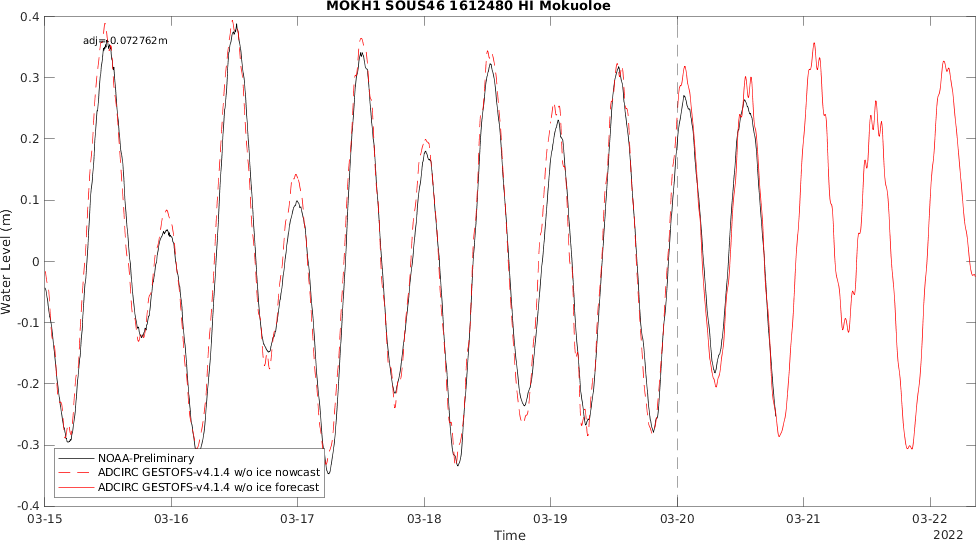 MOKH1 SOUS46 1612480 HI Mokuoloe
adj=-0.072762m
Water Level (m)
0.4
0.3
0.2
0.1
0
-0.1
-0.2
-0.3
-0.4
NOAA-Preliminary
ADCIRC GESTOFS-v4.1.4 w/o ice nowcast
ADCIRC GESTOFS-v4.1.4 w/o ice forecast
03-15 03-16 03-17 03-18 03-19 03-20 03-21 03-22
Time
2022